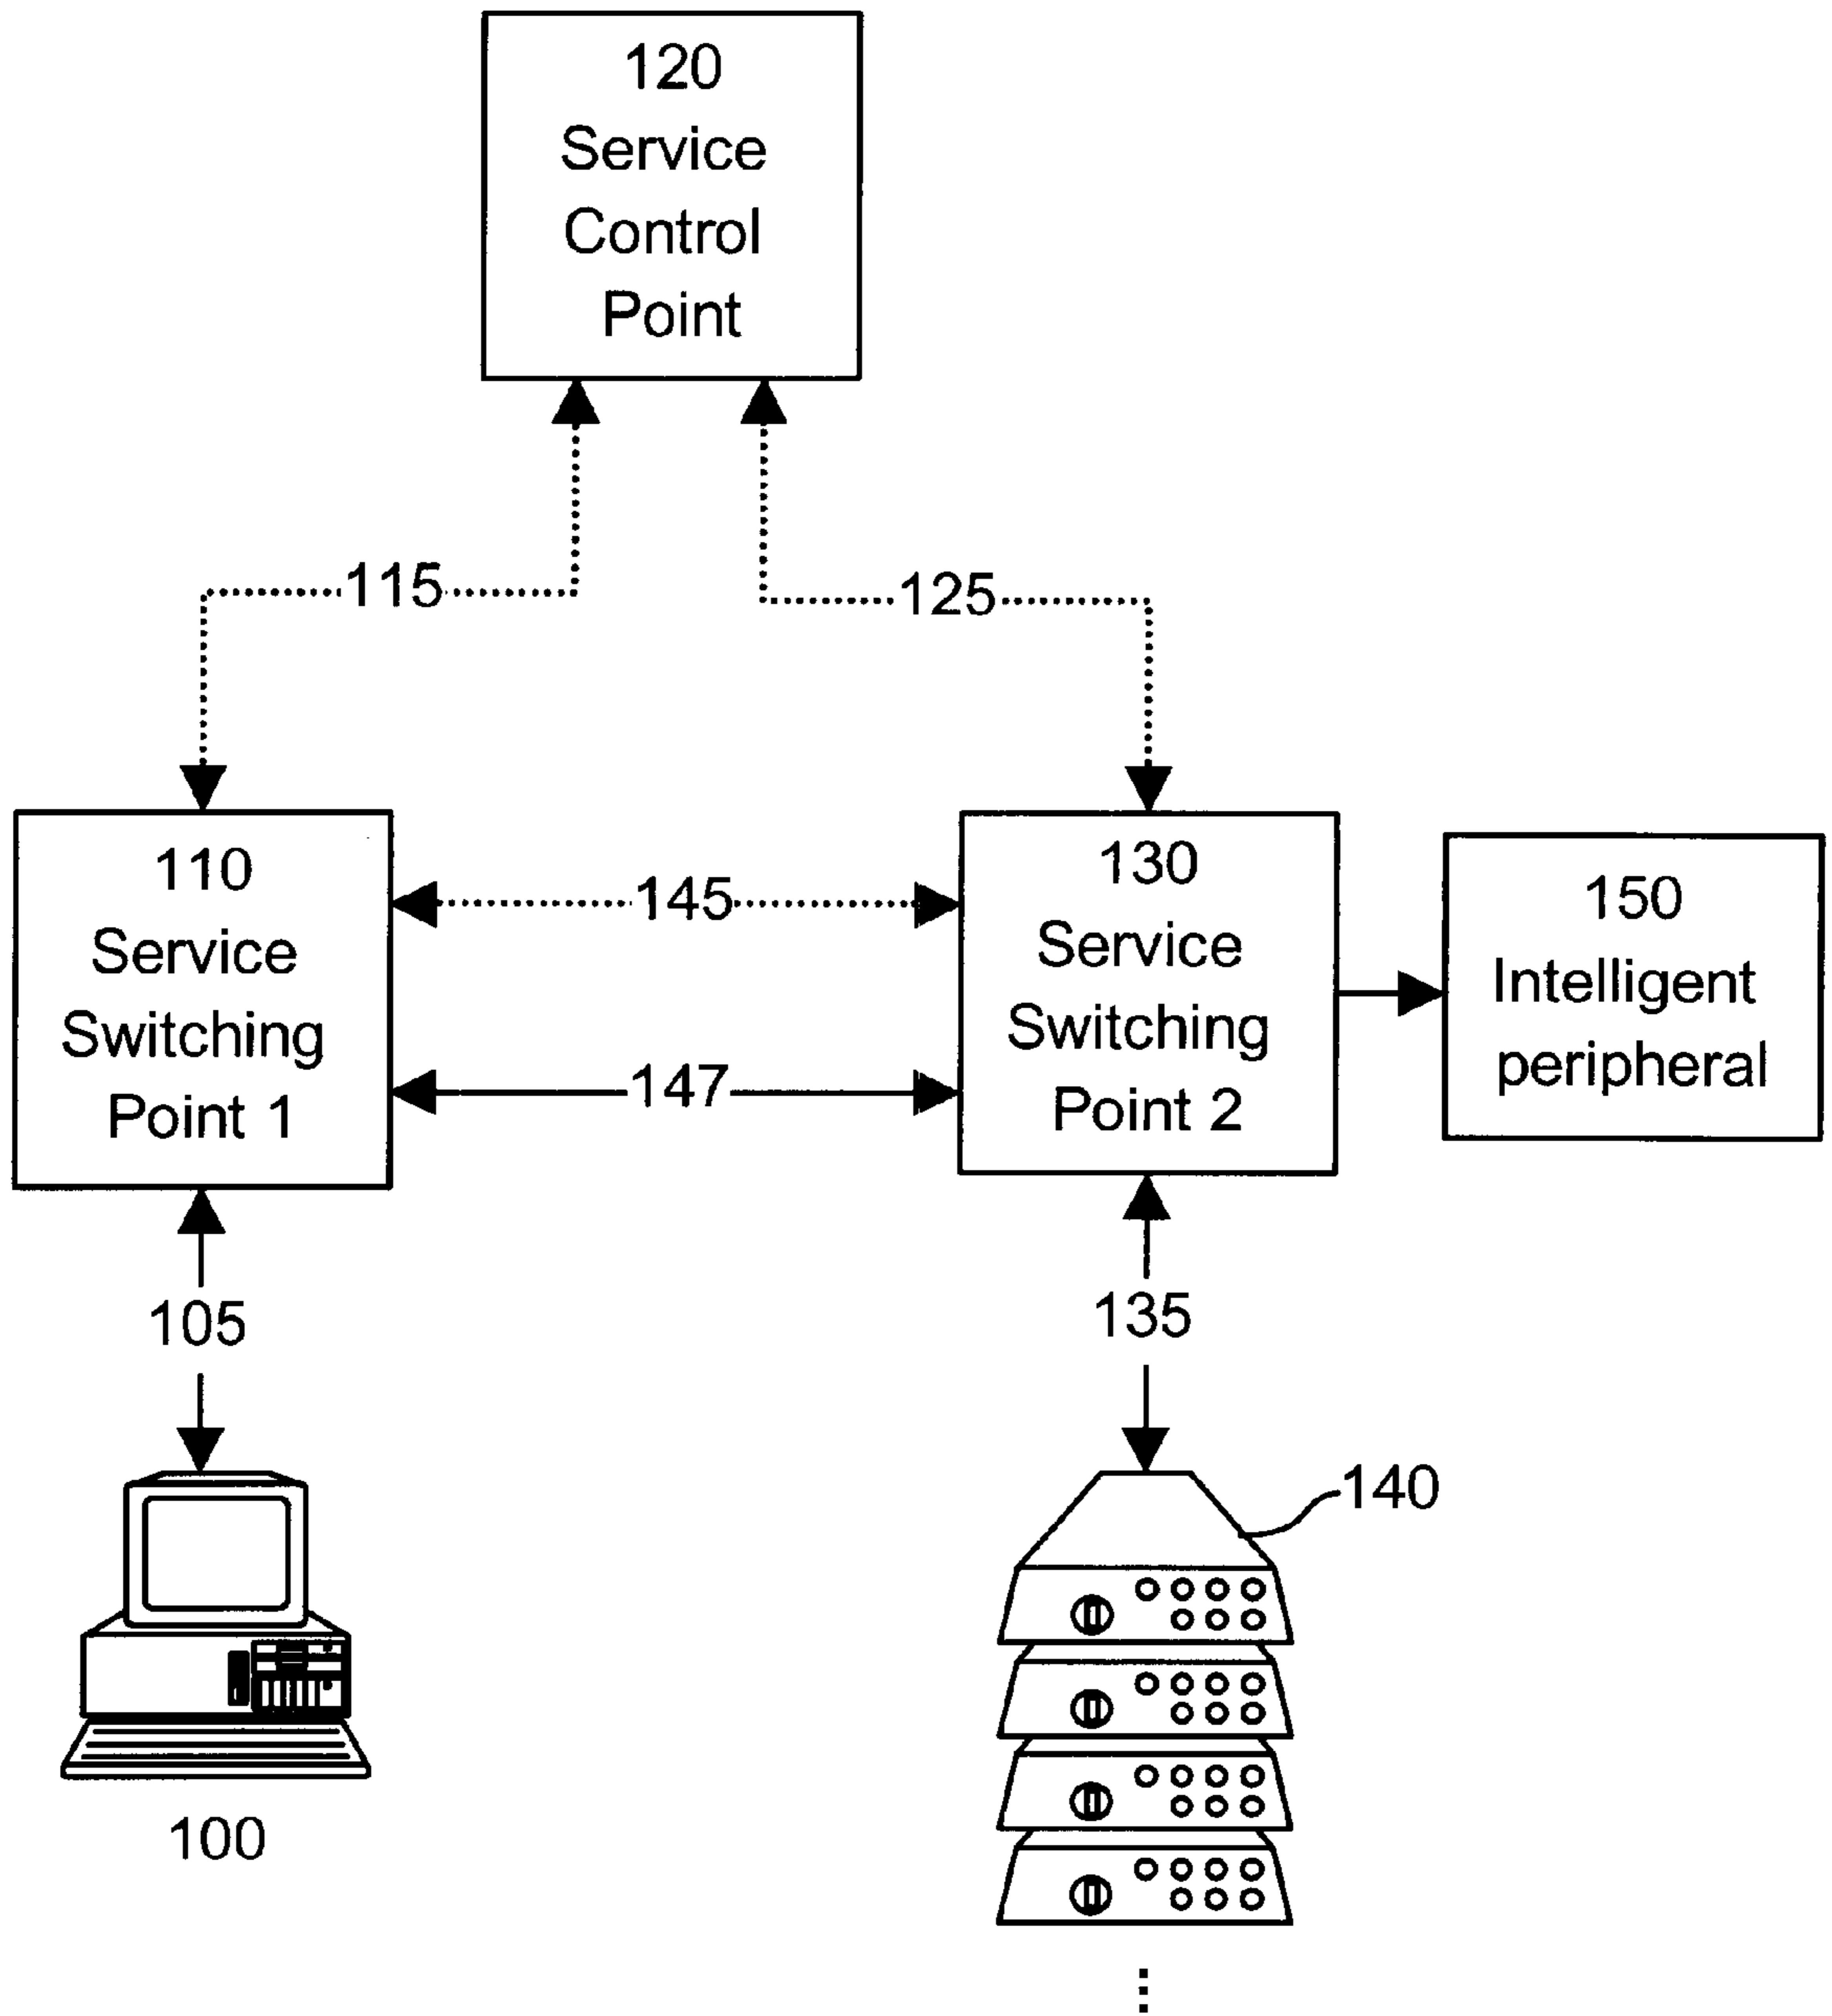 120
Service
Control
Point
115
125
110
Service
Switching
Point 1
145
147
130
Service
Switching
Point 2
150
Intelligent
peripheral
105
135
140
100